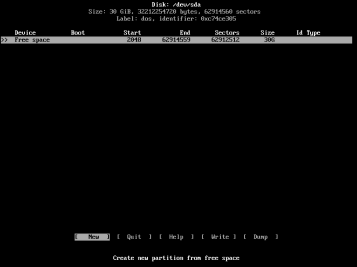 Disk: /dev/sda
Size: 30 GiB, 32212254720 bytes, 62914560 sectors
Label: dos, identifier: 0xc74ce305
Device Boot Start End Sectors Size Id Type
>> Free space 2048 62914559 62912512 30G
[ New ] [ Quit ] [ Help ] [ Write ] [ Dump ]
Create new partition from free space